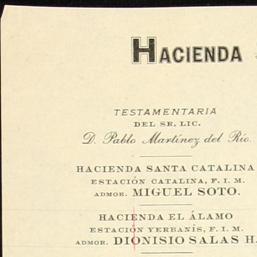 HACIENDA
TESTAMENTARIA
DEL SR. LIC.
D. Pablo Martínez del Río.
HACIENDA SANTA CATALINA
ESTACIÓN CATALINA, F. I. M.
ADMOR. MIGUEL SOTO.
HACIENDA EL ÁLAMO
ESTACIÓN YERBANÍS, F. I. M.
ADMOR. DIONISIO SALAS H.